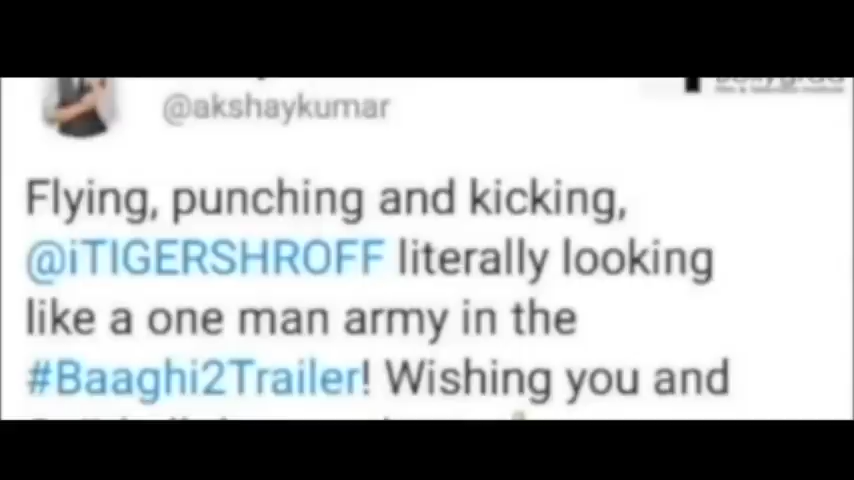 @akshaykumar
Flying, punching and kicking,
@iTIGERSHROFF literally looking
like a one man army in the
#Baaghi2Trailer! Wishing you and